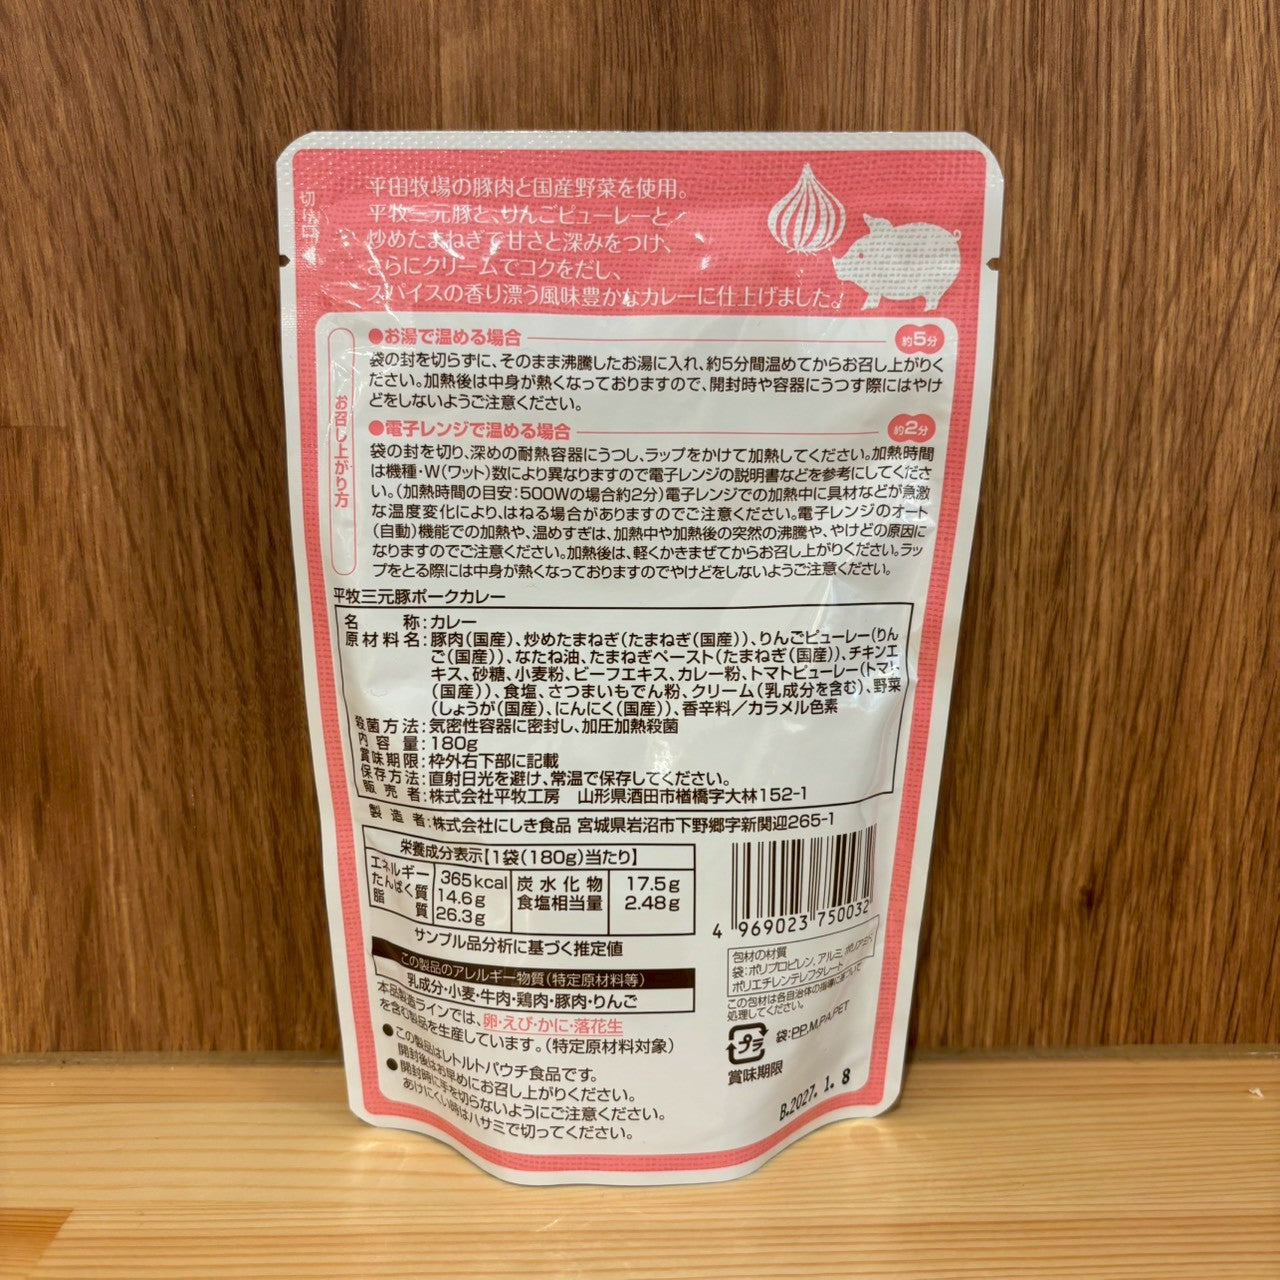 切り口
平田牧場の豚肉と国産野菜を使用。
平牧三元豚と、りんごピューレーと
炒めたまねぎで甘さと深みをつけ、
さらにクリームでコクをだし、
スパイスの香り漂う風味豊かなカレーに仕上げました。
お召し上がり方
●お湯で温める場合 約5分
袋の封を切らずに、そのまま沸騰したお湯に入れ、約5分間温めてからお召し上がりく
ださい。加熱後は中身が熱くなっておりますので、開封時や容器にうつす際にはやけ
どをしないようご注意ください。
●電子レンジで温める場合 約2分
袋の封を切り、深めの耐熱容器にうつし、ラップをかけて加熱してください。加熱時間
は機種・W(ワット)数により異なりますので電子レンジの説明書などを参考にしてくださ
い。(加熱時間の目安:500Wの場合約2分)電子レンジでの加熱中に具材などが急激
な温度変化により、はねる場合がありますのでご注意ください。電子レンジのオート
(自動)機能での加熱や、温めすぎは、加熱中や加熱後の突然の沸騰や、やけどの原因に
なりますのでご注意ください。加熱後は、軽くかきまぜてからお召し上がりください。ラッ
プをとる際には中身が熱くなっておりますのでやけどをしないようご注意ください。
平牧三元豚ポークカレー
名称:カレー
原材料名:豚肉(国産)、炒めたまねぎ(たまねぎ(国産))、りんごピューレー(りん
ご(国産))、なたね油、たまねぎペースト(たまねぎ(国産))、チキンエ
キス、砂糖、小麦粉、ビーフエキス、カレー粉、トマトピューレー(トマト
(国産))、食塩、さつまいもでん粉、クリーム(乳成分を含む)、野菜
(しょうが(国産)、にんにく(国産))、香辛料/カラメル色素
殺菌方法:気密性容器に密封し、加圧加熱殺菌
内容量:180g
賞味期限:枠外右下部に記載
保存方法:直射日光を避け、常温で保存してください。
販売者:株式会社平牧工房 山形県酒田市楢橋字大林152-1
製造者:株式会社にしき食品 宮城県岩沼市下野郷字新関迎265-1
栄養成分表示【1袋(180g)当たり】
エネルギー 365kcal 炭水化物 17.5g
たんぱく質 14.6g 食塩相当量 2.48g
脂質 26.3g
サンプル品分析に基づく推定値
この製品のアレルギー物質(特定原材料等)
乳成分・小麦・牛肉・鶏肉・豚肉・りんご
本品製造ラインでは、卵・えび・かに・落花生
を含む製品を生産しています。(特定原材料対象)
●この製品はレトルトパウチ食品です。
開封後はお早めにお召し上がりください。
●開封時に手を切らないようにご注意ください。
あけにくい時はハサミで切ってください。
4 969023 750032
包材の材質
袋:ポリプロピレン、アルミ、ポリアミド、
ポリエチレンテレフタレート
この包材は各自治体の指導に基づいて
処理してください。
プラ
袋:PP,M,PA,PET
賞味期限
B.2027. 1. 8